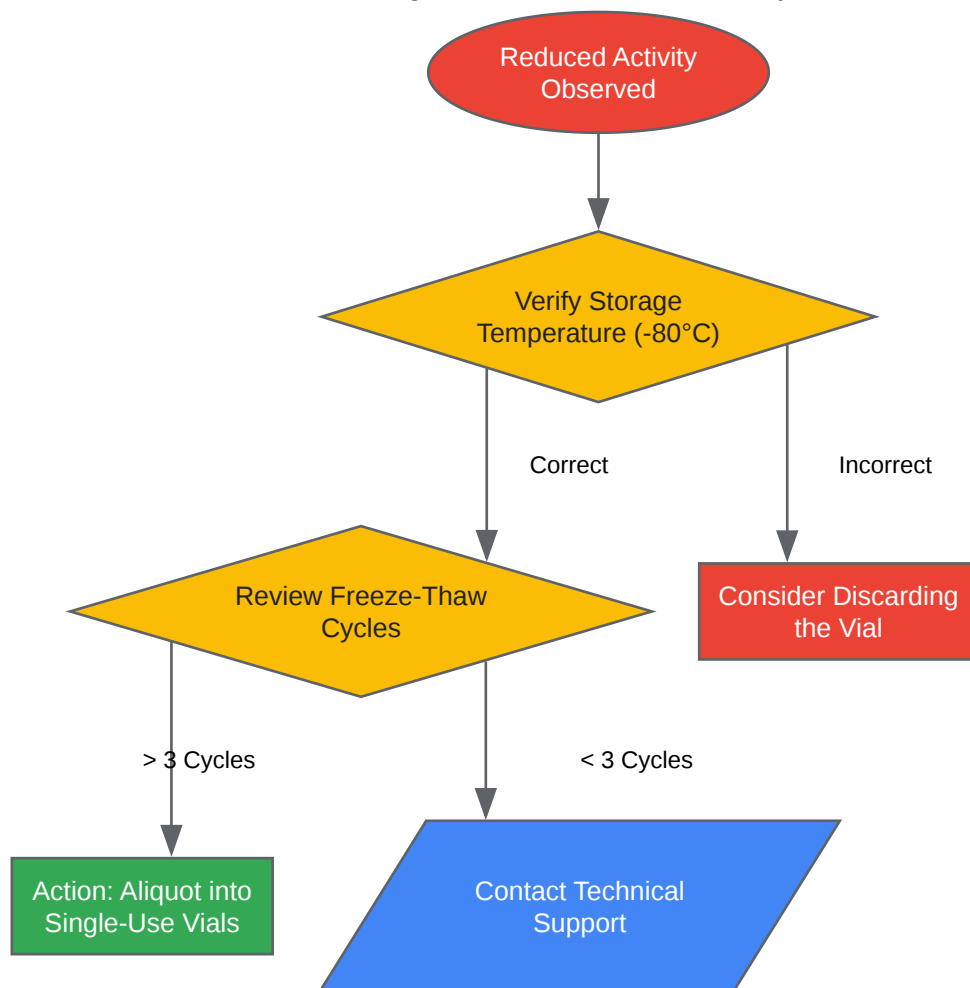 Reduced Activity
Observed
Verify Storage
Temperature (-80°C)
Correct
Incorrect
Review Freeze-Thaw
Cycles
Consider Discarding
the Vial
> 3 Cycles
< 3 Cycles
Action: Aliquot into
Single-Use Vials
Contact Technical
Support